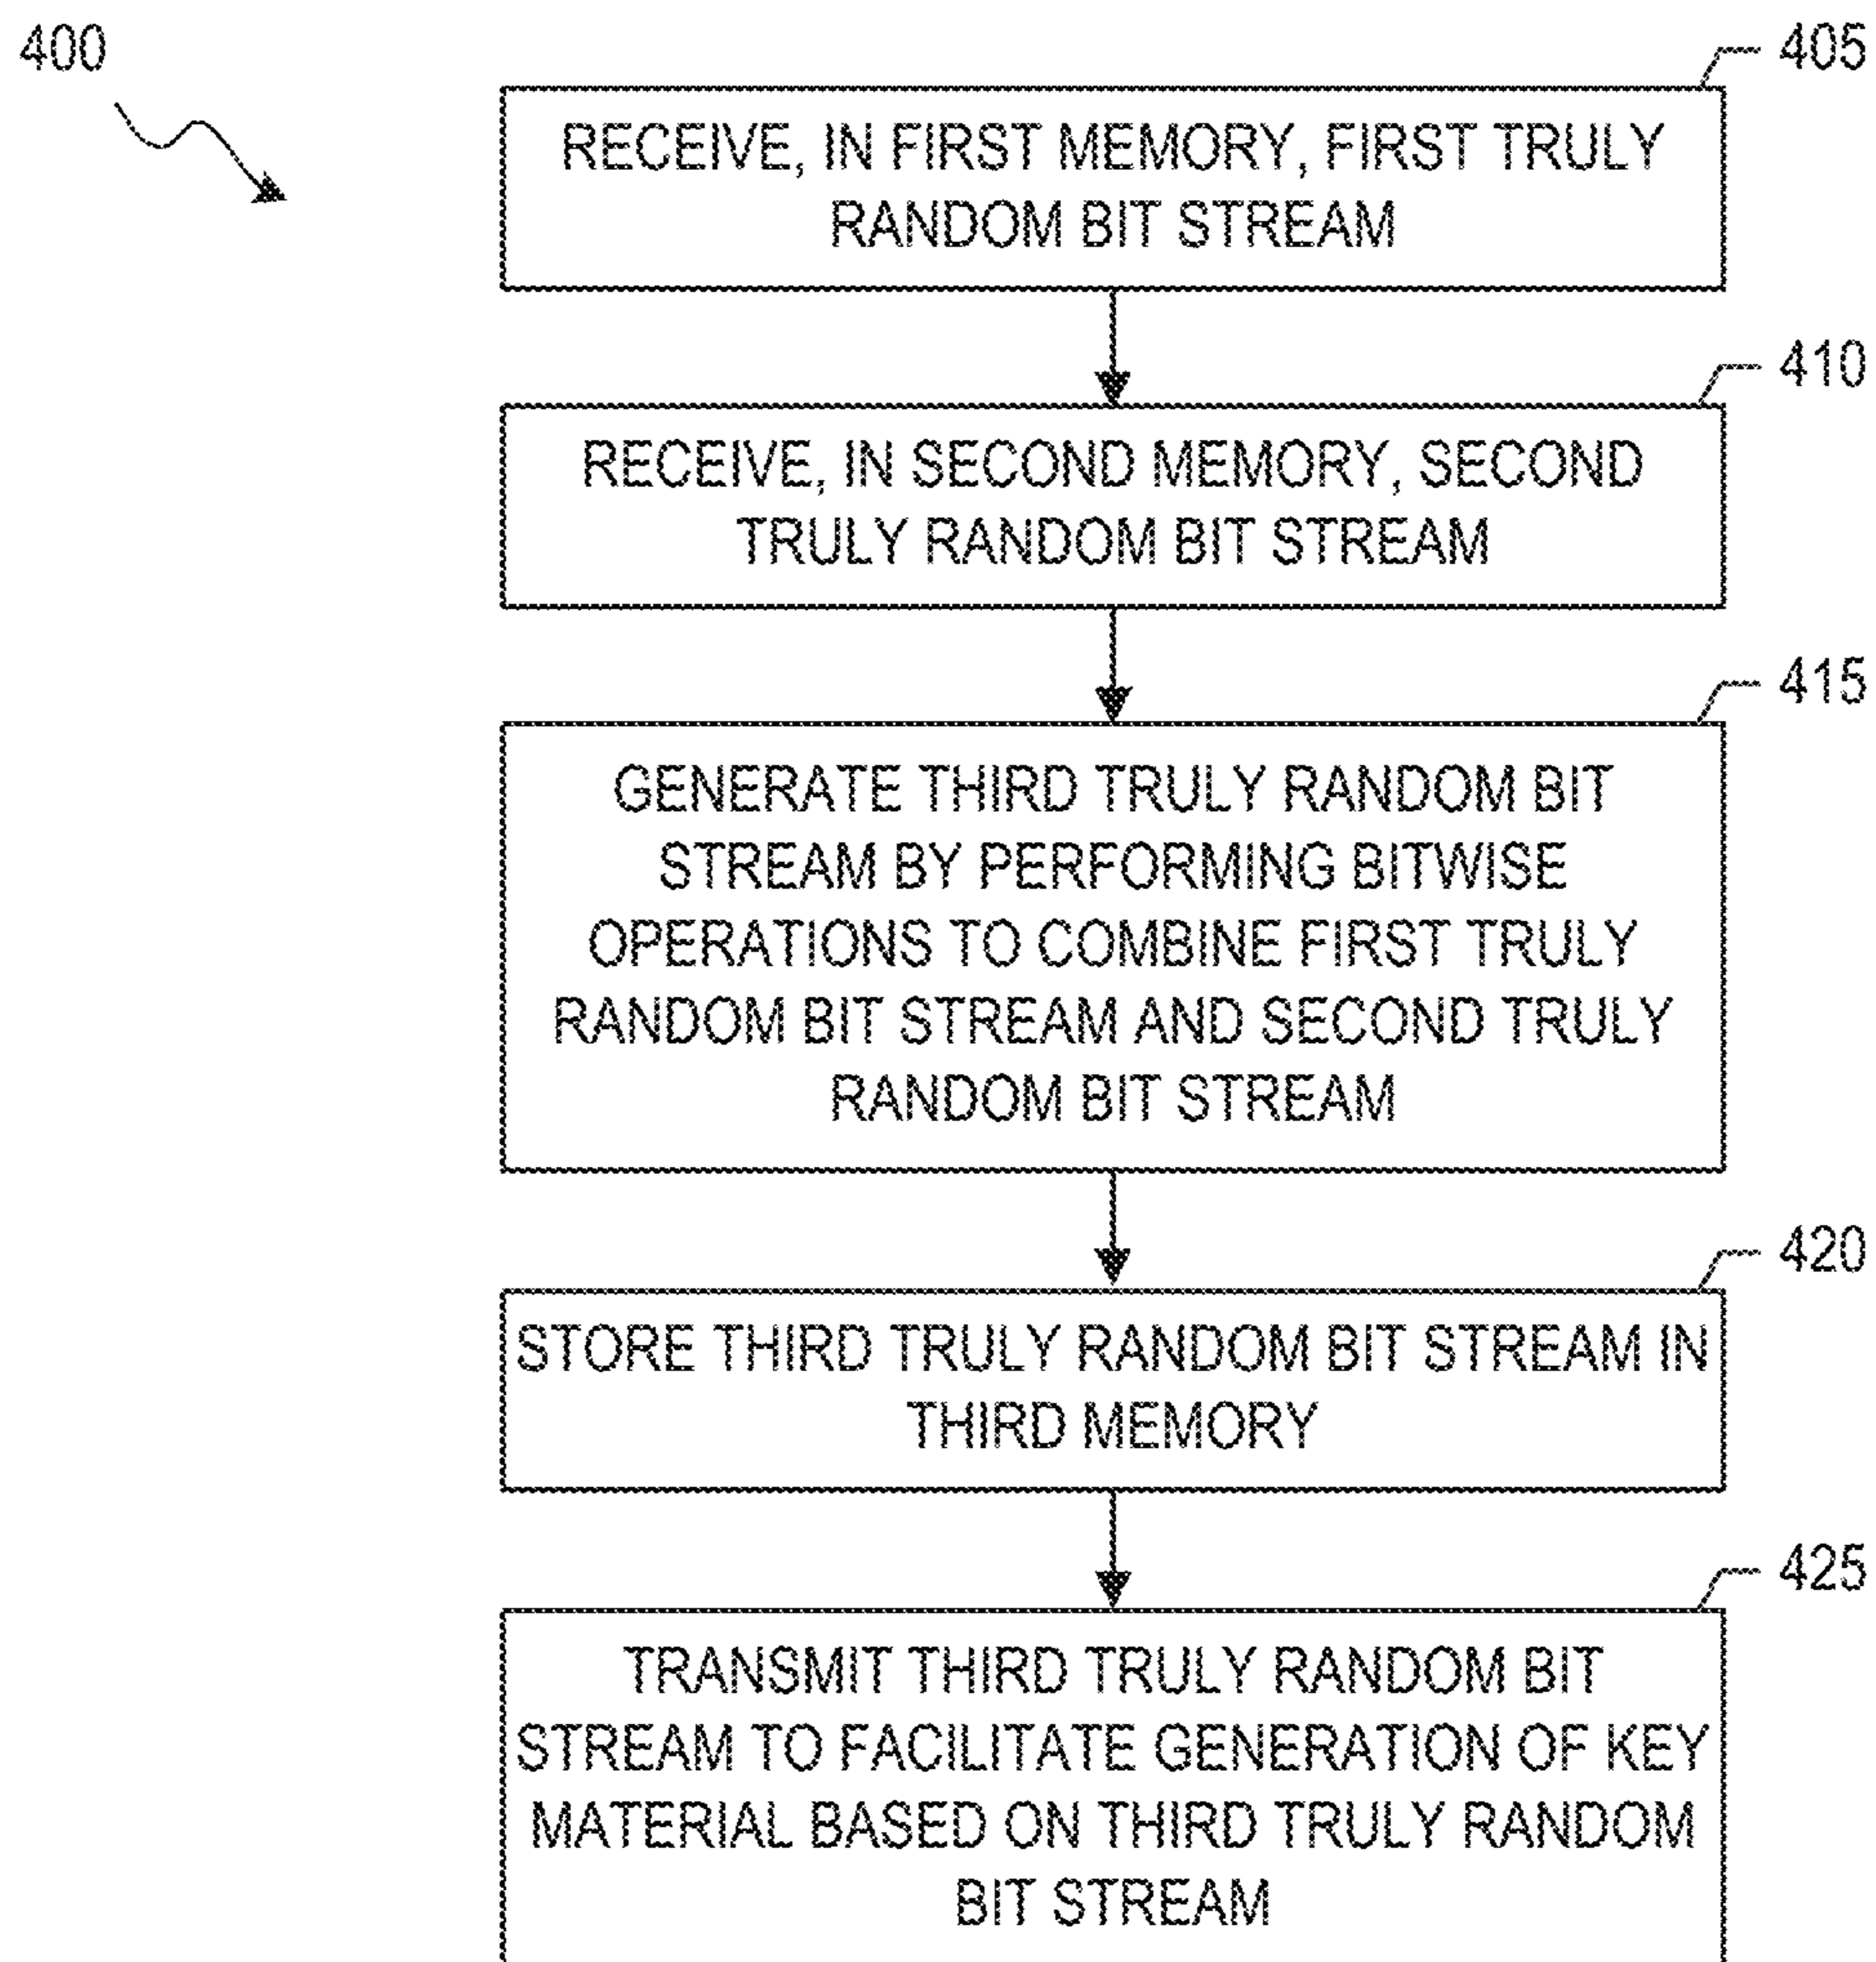 400
405
RECEIVE, IN FIRST MEMORY, FIRST TRULY
RANDOM BIT STREAM
410
RECEIVE, IN SECOND MEMORY, SECOND
TRULY RANDOM BIT STREAM
415
GENERATE THIRD TRULY RANDOM BIT
STREAM BY PERFORMING BITWISE
OPERATIONS TO COMBINE FIRST TRULY
RANDOM BIT STREAM AND SECOND TRULY
RANDOM BIT STREAM
420
STORE THIRD TRULY RANDOM BIT STREAM IN
THIRD MEMORY
425
TRANSMIT THIRD TRULY RANDOM BIT
STREAM TO FACILITATE GENERATION OF KEY
MATERIAL BASED ON THIRD TRULY RANDOM
BIT STREAM